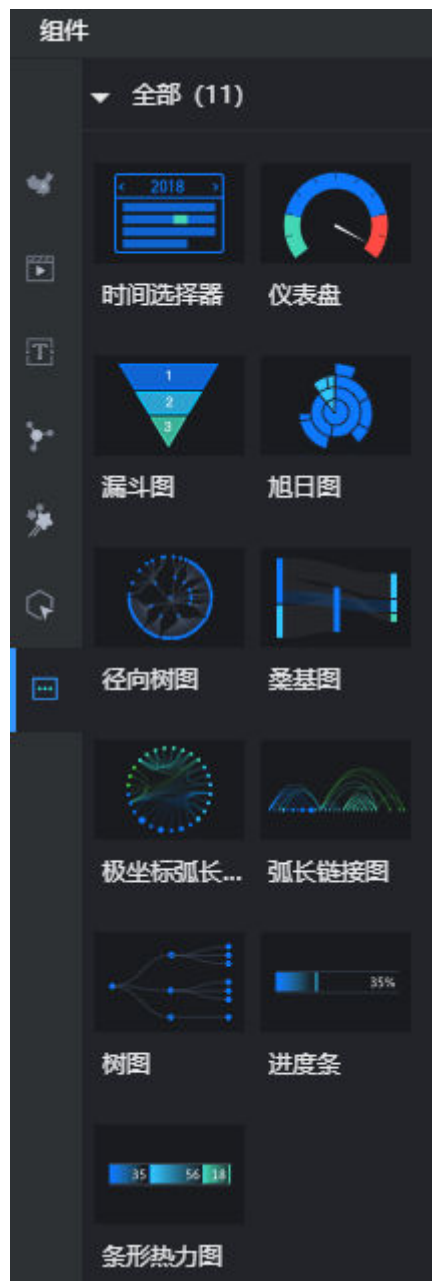 组件
全部 (11)
2018
时间选择器
仪表盘
1
2
3
漏斗图
旭日图
径向树图
桑基图
极坐标弧长...
弧长链接图
35%
树图
进度条
35 56 18
条形热力图